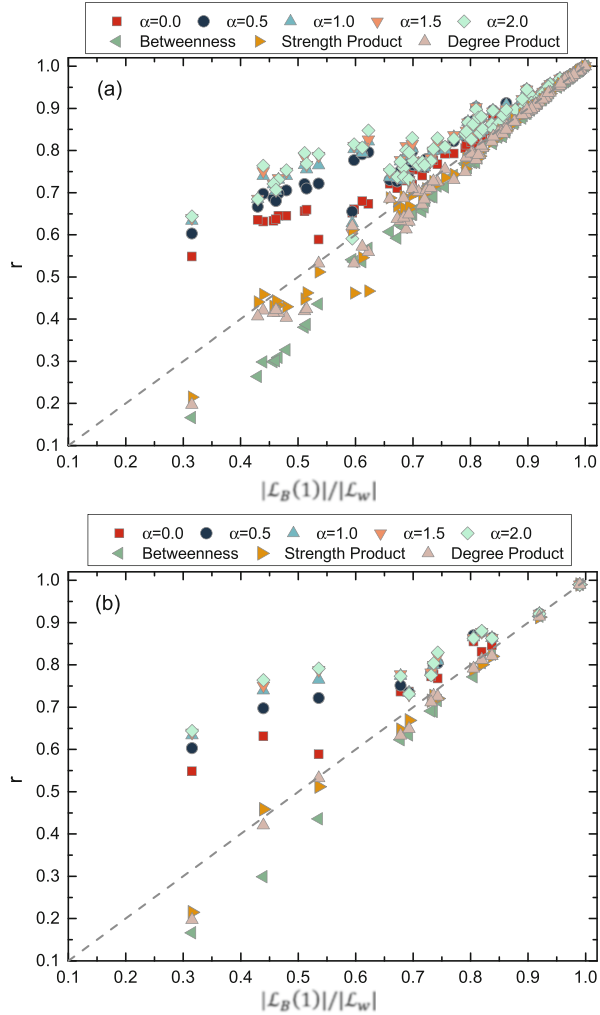 α=0.0 α=0.5 α=1.0 α=1.5 α=2.0
Betweenness Strength Product Degree Product
(a)
1.0
0.9
0.8
0.7
0.6
0.5
0.4
0.3
0.2
0.1
r
0.1 0.2 0.3 0.4 0.5 0.6 0.7 0.8 0.9 1.0
|ℒ_B(1)|/|ℒ_w|
α=0.0 α=0.5 α=1.0 α=1.5 α=2.0
Betweenness Strength Product Degree Product
(b)
1.0
0.9
0.8
0.7
0.6
0.5
0.4
0.3
0.2
0.1
r
0.1 0.2 0.3 0.4 0.5 0.6 0.7 0.8 0.9 1.0
|ℒ_B(1)|/|ℒ_w|